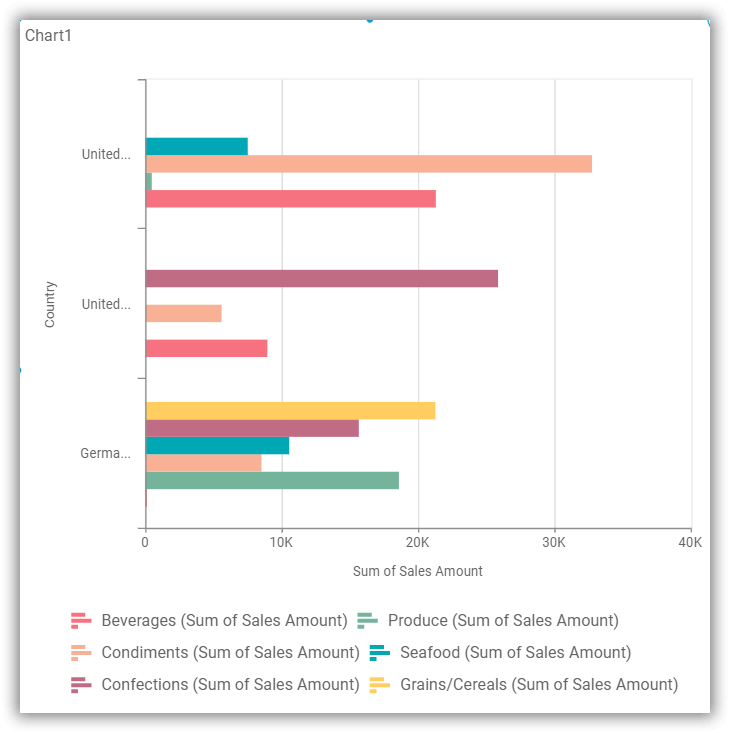 Chart1
United...
United...
Germa...
Country
0 10K 20K 30K 40K
Sum of Sales Amount
Beverages (Sum of Sales Amount) Produce (Sum of Sales Amount)
Condiments (Sum of Sales Amount) Seafood (Sum of Sales Amount)
Confections (Sum of Sales Amount) Grains/Cereals (Sum of Sales Amount)